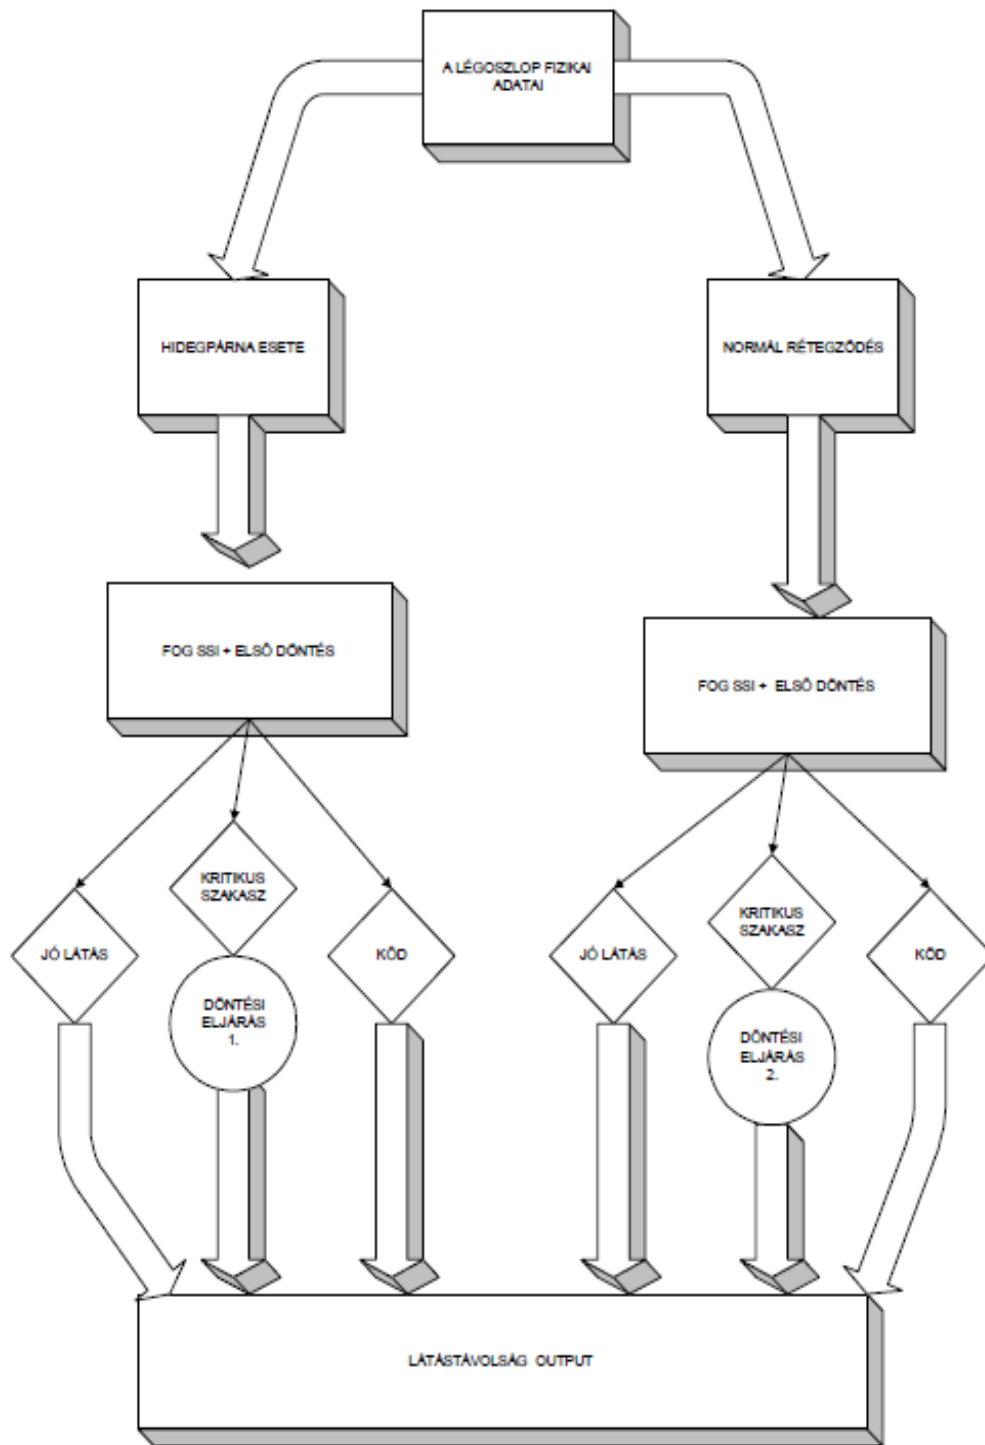 A LÉGOSZLOP FIZIKAI
ADATAI
HIDEGPÁRNA ESETE
NORMÁL RÉTEGZŐDÉS
FOG SSI + ELSŐ DÖNTÉS
FOG SSI + ELSŐ DÖNTÉS
KRITIKUS
SZAKASZ
JÓ LÁTÁS
KÖD
DÖNTÉSI
ELJÁRÁS
1.
KRITIKUS
SZAKASZ
JÓ LÁTÁS
KÖD
DÖNTÉSI
ELJÁRÁS
2.
LÁTÁSTÁVOLSÁG OUTPUT